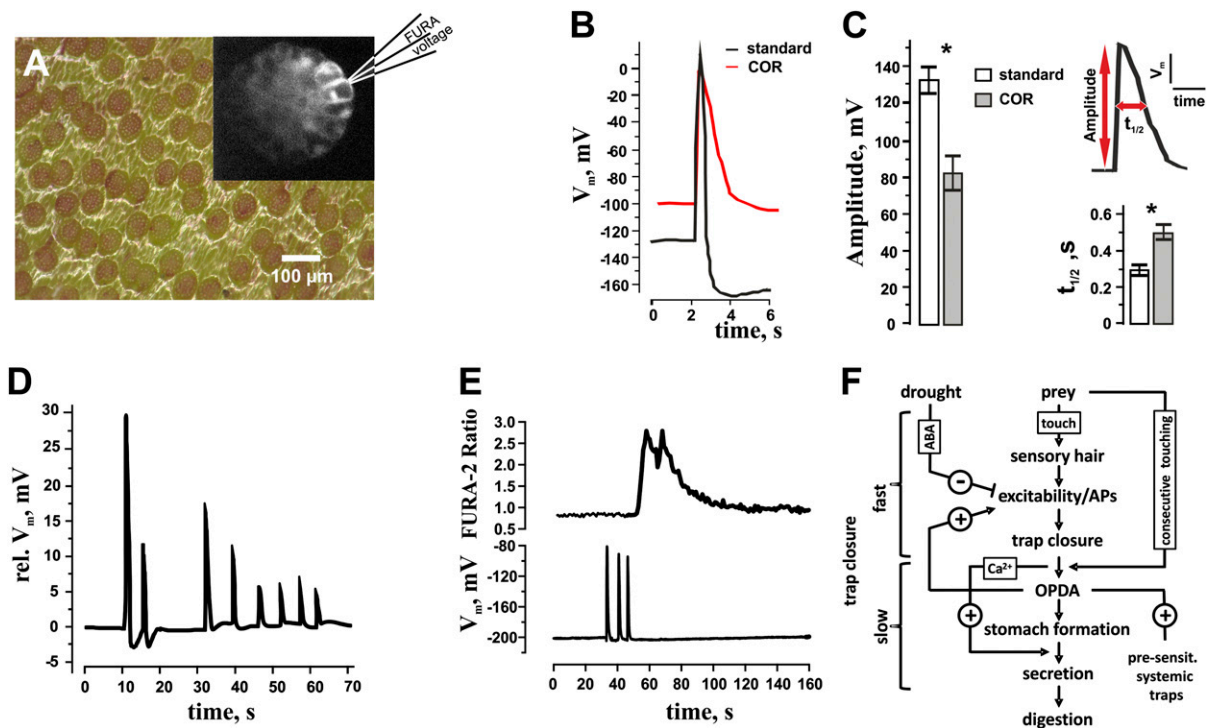 A
FURA
voltage
100 µm
B
standard
COR
0
-20
-40
-60
-80
-100
-120
-140
-160
Vm, mV
0 2 4 6
time, s
C
*
standard
COR
140
120
100
80
60
40
20
0
Amplitude, mV
Amplitude
t1/2
Vm
time
*
0.6
0.4
0.2
0
t1/2 ,s
D
30
25
20
15
10
5
0
-5
rel. Vm, mV
0 10 20 30 40 50 60 70
time, s
E
3.0
2.5
2.0
1.5
1.0
0.5
FURA-2 Ratio
-80
-120
-160
-200
Vm, mV
0 20 40 60 80 100 120 140 160
time, s
F
drought prey
ABA
touch
consecutive touching
sensory hair
−
excitability/APs
+
trap closure
fast
trap closure
slow
Ca2+
OPDA
+
+
stomach formation
secretion
pre-sensit.
systemic
traps
digestion